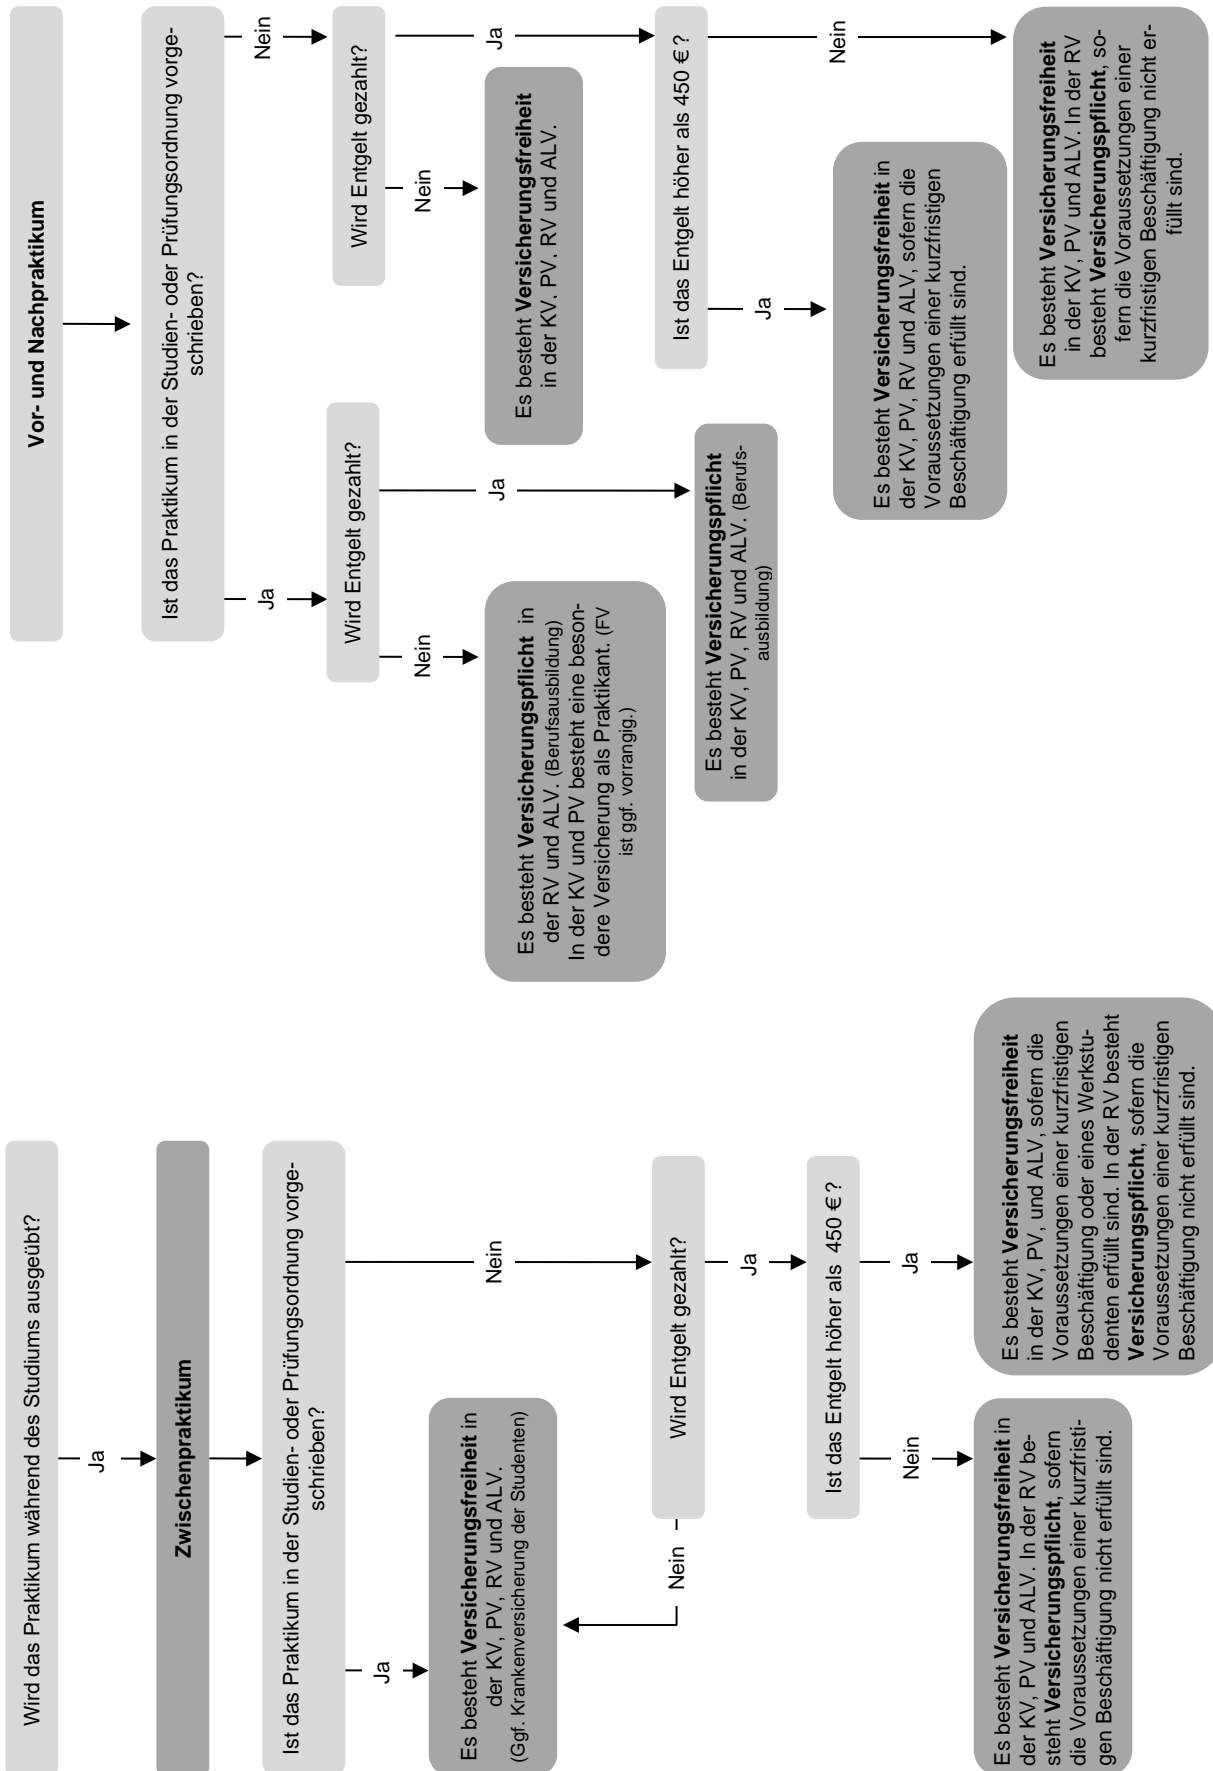 Wird das Praktikum während des Studiums ausgeübt?
Ja
Zwischenpraktikum
Ist das Praktikum in der Studien- oder Prüfungsordnung vorge-
schrieben?
Ja
Nein
Es besteht Versicherungsfreiheit in
der KV, PV, RV und ALV.
(Ggf. Krankenversicherung der Studenten)
Nein
Wird Entgelt gezahlt?
Ja
Ist das Entgelt höher als 450 €?
Nein
Ja
Es besteht Versicherungsfreiheit in
der KV, PV und ALV. In der RV be-
steht Versicherungspflicht, sofern
die Voraussetzungen einer kurzfristi-
gen Beschäftigung nicht erfüllt sind.
Es besteht Versicherungsfreiheit
in der KV, PV, und ALV, sofern die
Voraussetzungen einer kurzfristigen
Beschäftigung oder eines Werkstu-
denten erfüllt sind. In der RV besteht
Versicherungspflicht, sofern die
Voraussetzungen einer kurzfristigen
Beschäftigung nicht erfüllt sind.
Vor- und Nachpraktikum
Ist das Praktikum in der Studien- oder Prüfungsordnung vorge-
schrieben?
Ja
Nein
Wird Entgelt gezahlt?
Nein
Ja
Es besteht Versicherungspflicht in
der RV und ALV. (Berufsausbildung)
In der KV und PV besteht eine beson-
dere Versicherung als Praktikant. (FV
ist ggf. vorrangig.)
Es besteht Versicherungspflicht
in der KV, PV, RV und ALV. (Berufs-
ausbildung)
Wird Entgelt gezahlt?
Nein
Ja
Es besteht Versicherungsfreiheit
in der KV. PV. RV und ALV.
Ist das Entgelt höher als 450 €?
Ja
Nein
Es besteht Versicherungsfreiheit in
der KV, PV, RV und ALV, sofern die
Voraussetzungen einer kurzfristigen
Beschäftigung erfüllt sind.
Es besteht Versicherungsfreiheit
in der KV, PV und ALV. In der RV
besteht Versicherungspflicht, so-
fern die Voraussetzungen einer
kurzfristigen Beschäftigung nicht er-
füllt sind.